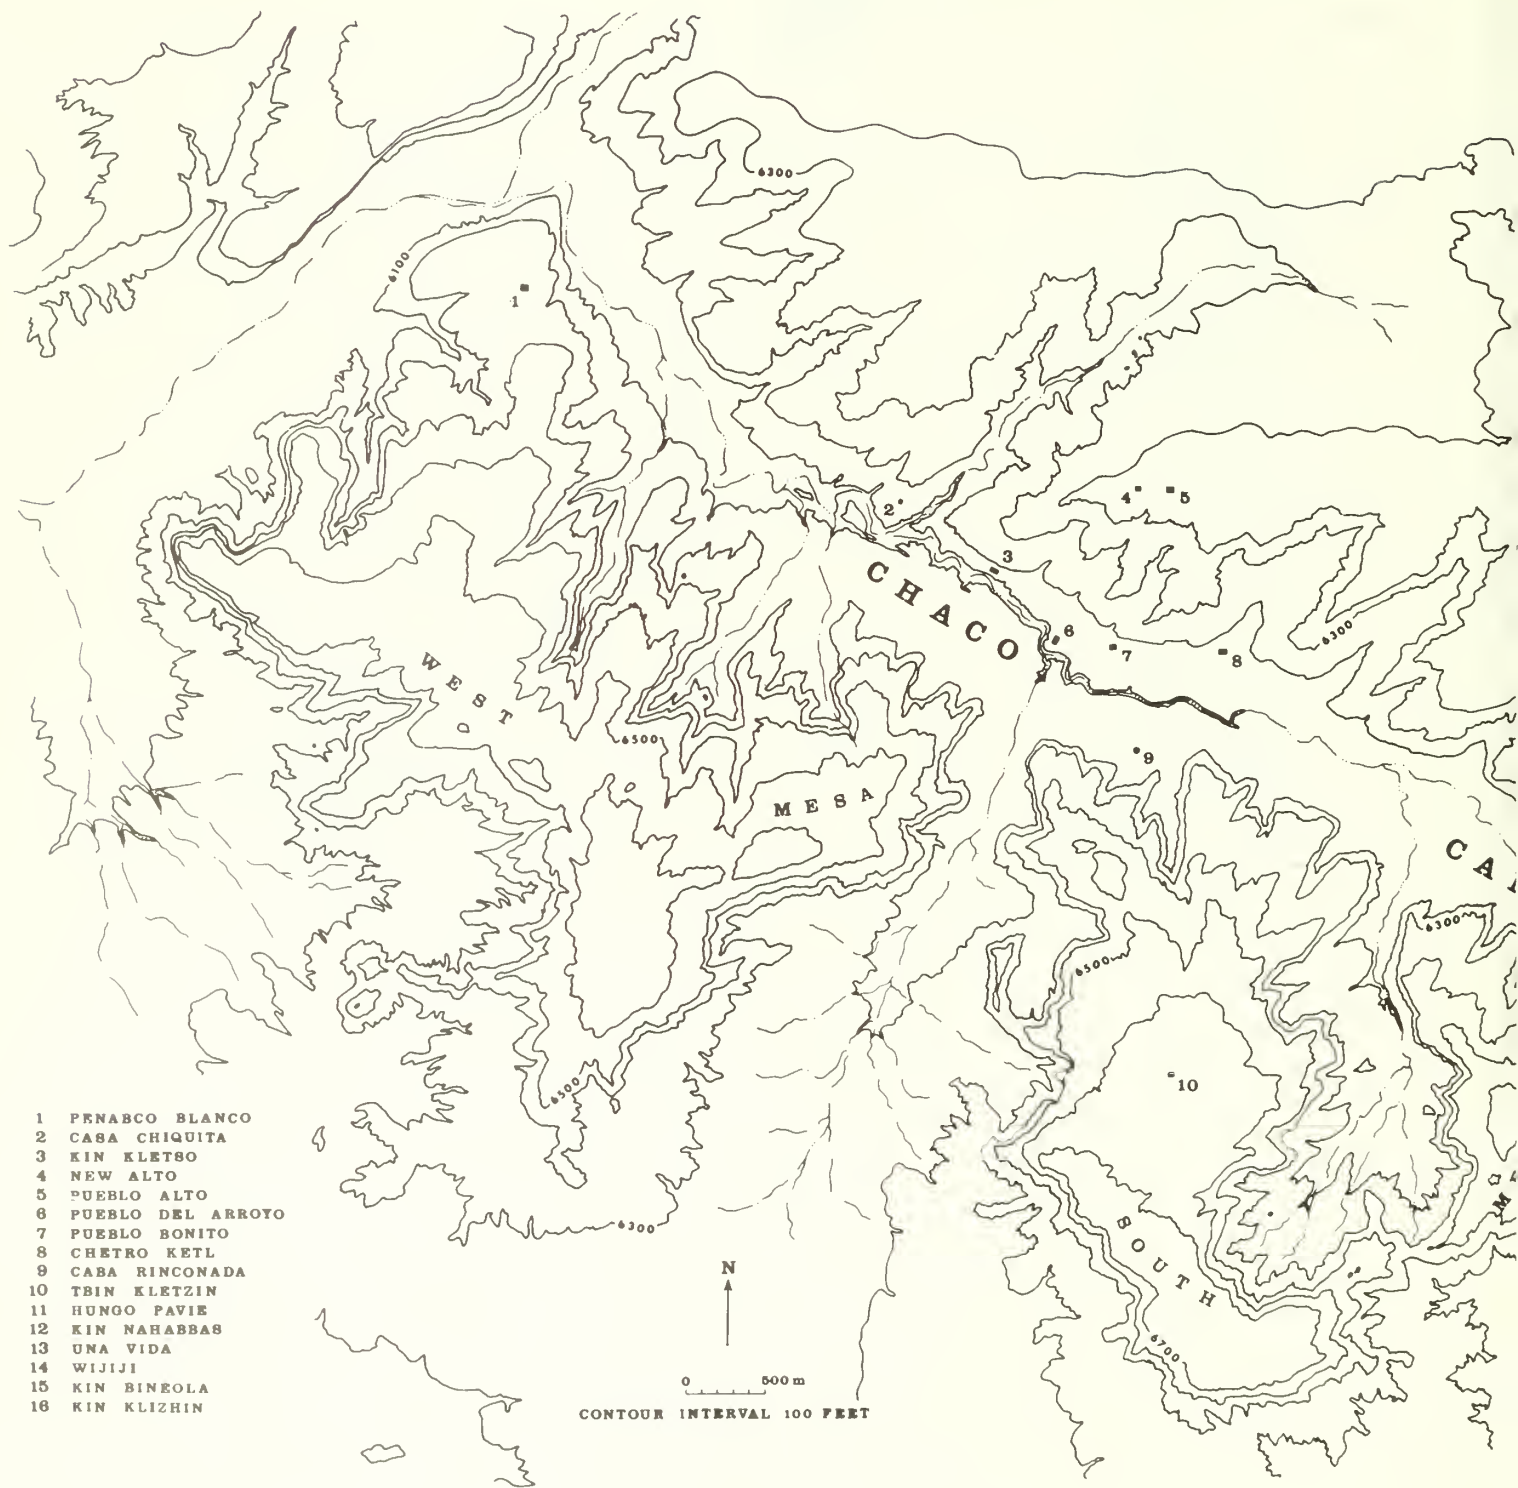 6300
6100
1
4 5
2
3
CHACO
6300
6
7
8
WEST
6500
9
MESA
CA
6300
6500
10
6500
1 PENABCO BLANCO
2 CASA CHIQUITA
3 KIN KLETSO
4 NEW ALTO
5 PUEBLO ALTO
6 PUEBLO DEL ARROYO
7 PUEBLO BONITO
8 CHETRO KETL
9 CABA RINCONADA
10 TBIN KLETZIN
11 HUNGO PAVIE
12 KIN NAHABBAS
13 UNA VIDA
14 WIJIJI
15 KIN BINEOLA
16 KIN KLIZHIN
M
6300
SOUTH
N
6700
0 500 m
CONTOUR INTERVAL 100 FEET